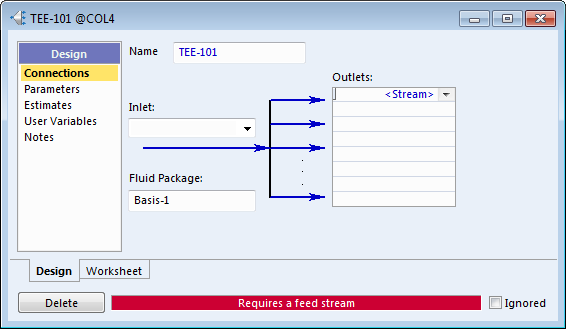 TEE-101 @COL4
Design
Connections
Parameters
Estimates
User Variables
Notes
Name
TEE-101
Inlet:
Fluid Package:
Basis-1
Outlets:
<Stream>
Design
Worksheet
Delete
Requires a feed stream
Ignored